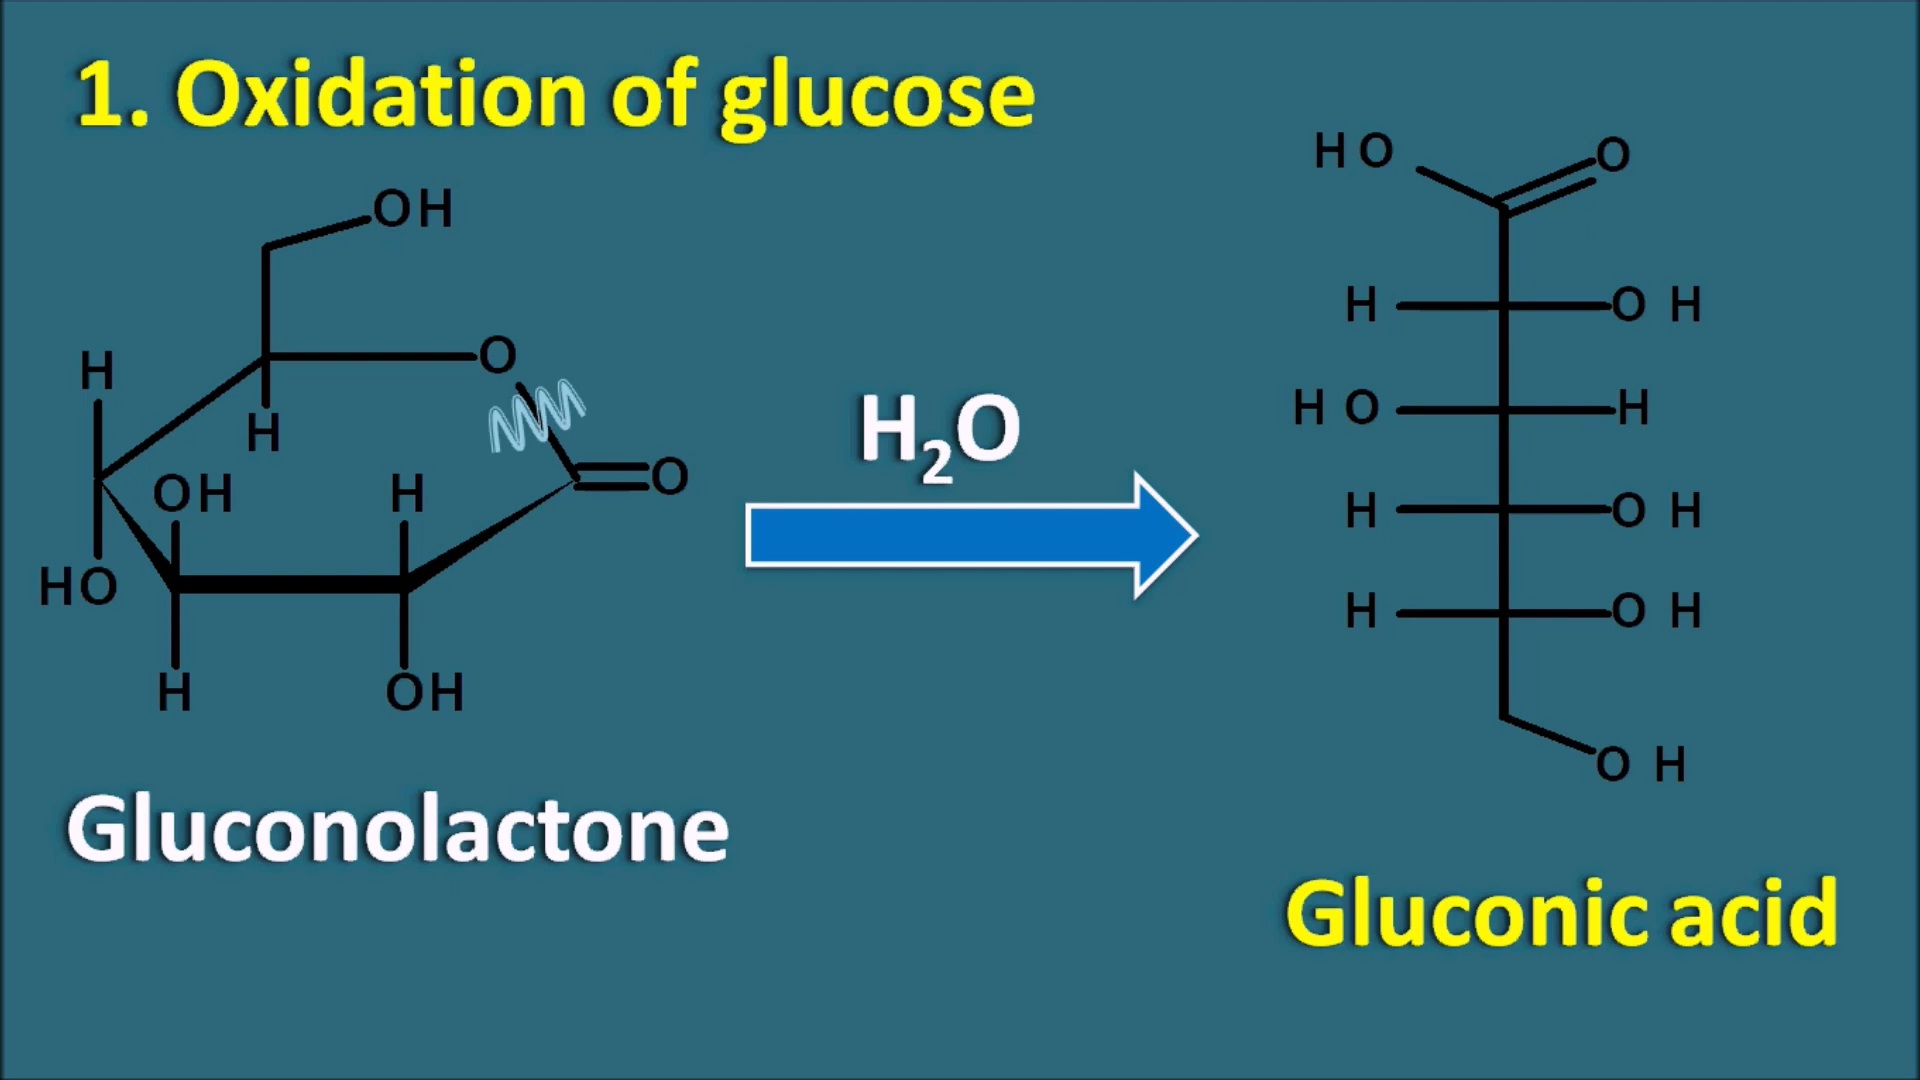 1. Oxidation of glucose
OH
O
H
H
OH
H
O
HO
H
OH
Gluconolactone
H₂O
HO
O
H
OH
HO
H
H
OH
H
OH
OH
Gluconic acid